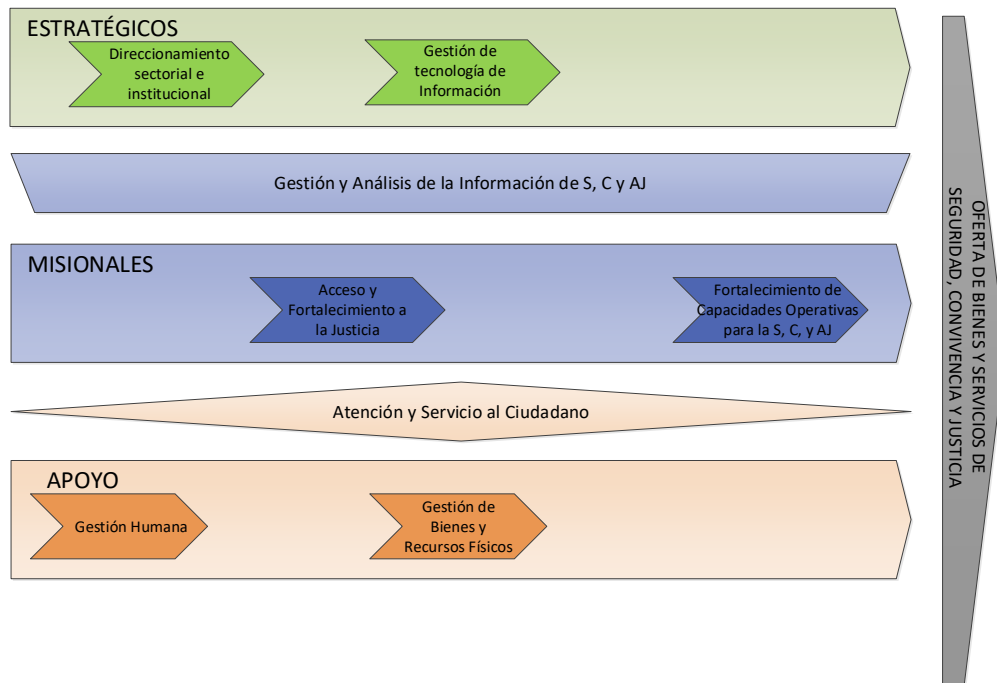 ESTRATÉGICOS
Direccionamiento
sectorial e
institucional
Gestión de
tecnología de
Información
Gestión y Análisis de la Información de S, C y AJ
MISIONALES
Acceso y
Fortalecimiento a
la Justicia
Fortalecimiento de
Capacidades Operativas
para la S, C, y AJ
Atención y Servicio al Ciudadano
APOYO
Gestión Humana
Gestión de
Bienes y
Recursos Físicos
OFERTA DE BIENES Y SERVICIOS DE
SEGURIDAD, CONVIVENCIA Y JUSTICIA